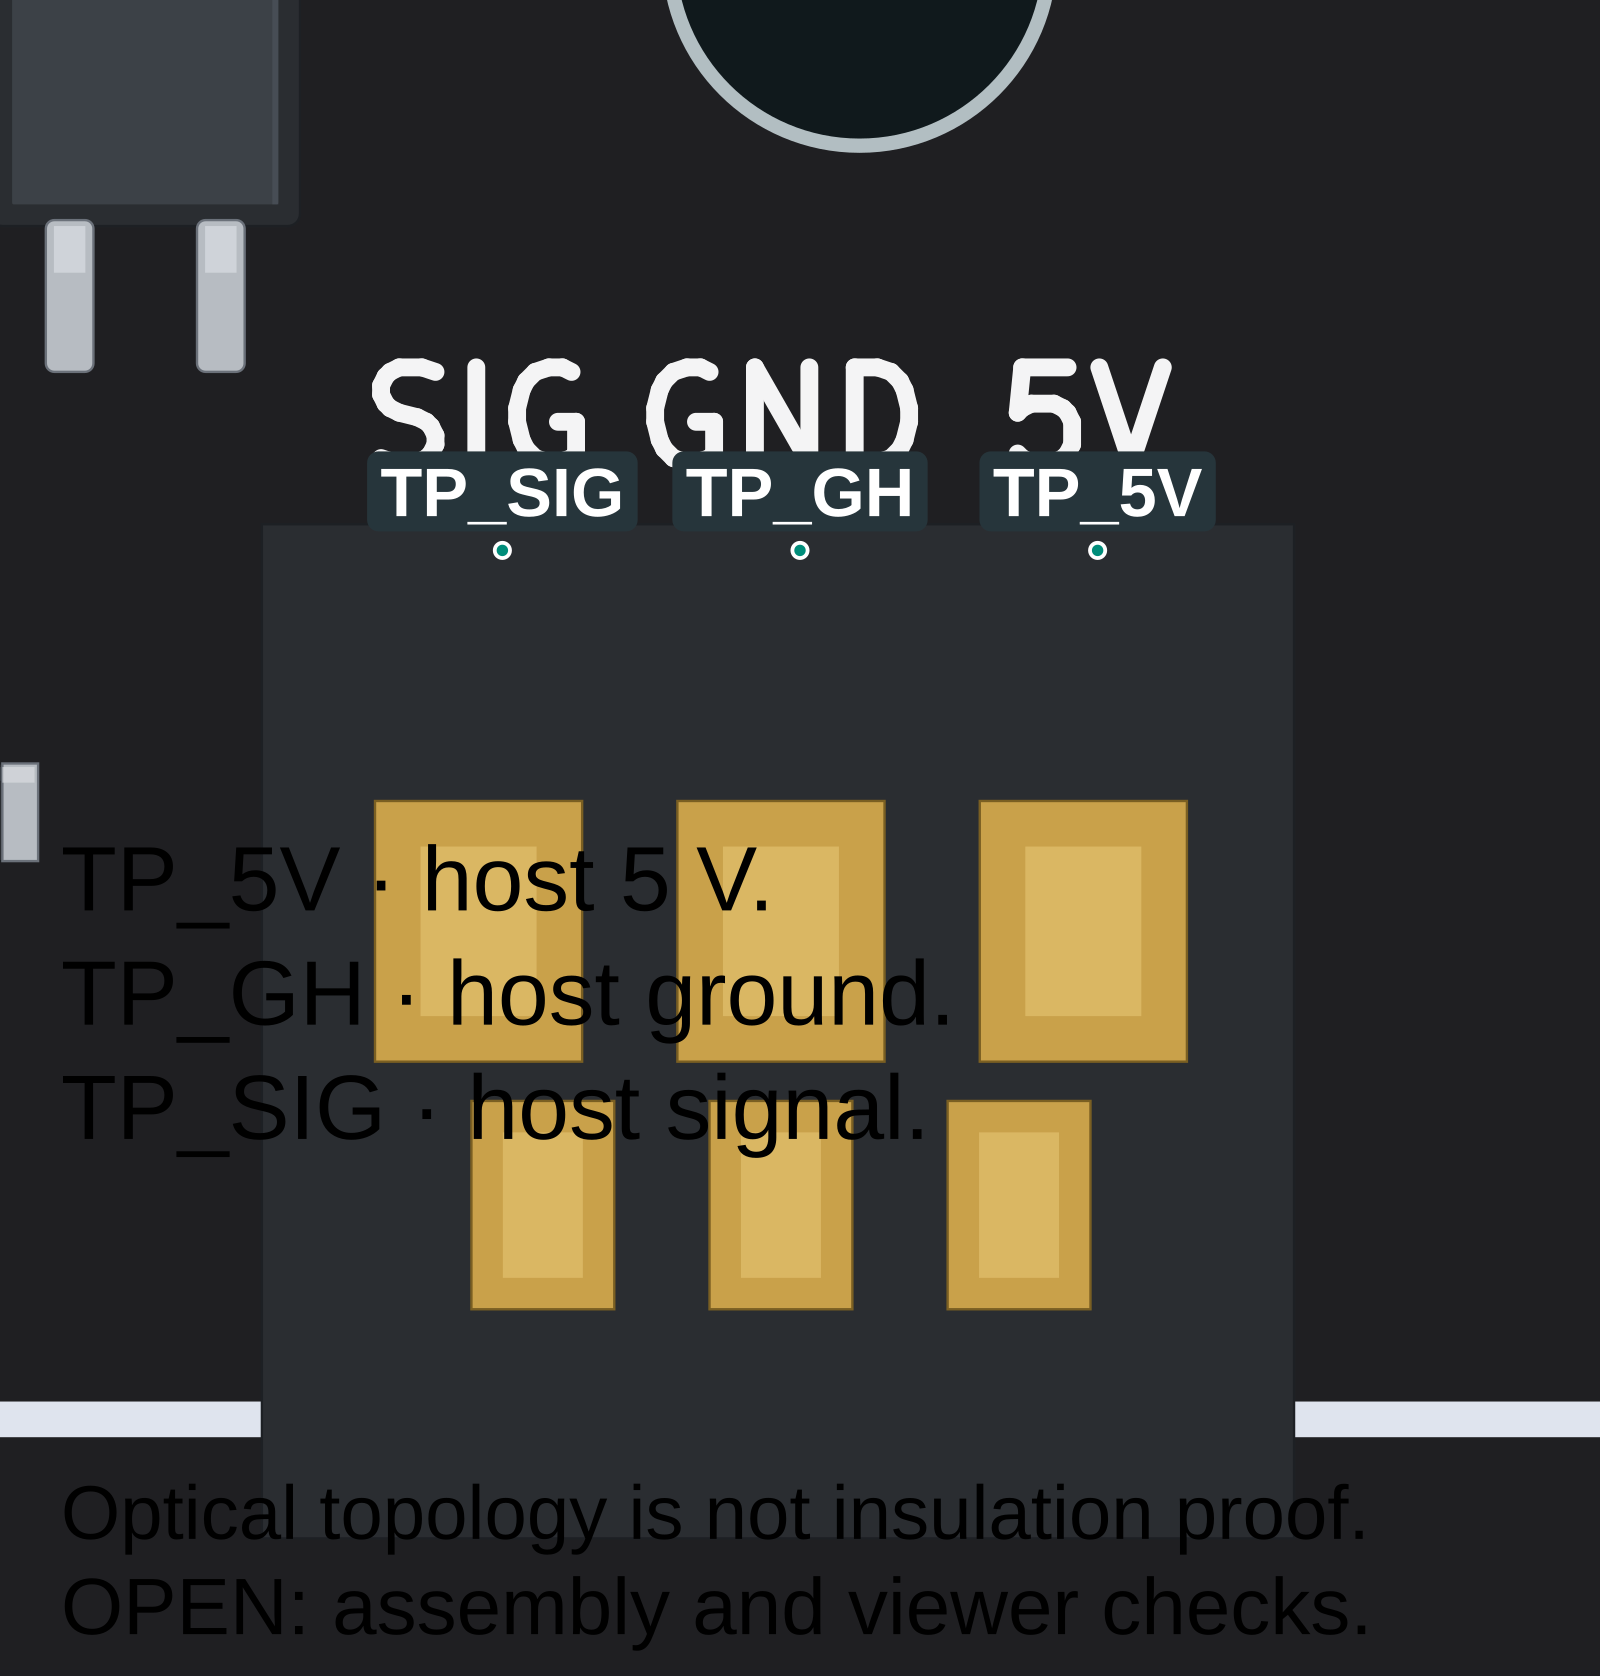 SIG GND 5V
TP_SIG TP_GH TP_5V
TP_5V · host 5 V.
TP_GH · host ground.
TP_SIG · host signal.
Optical topology is not insulation proof.
OPEN: assembly and viewer checks.